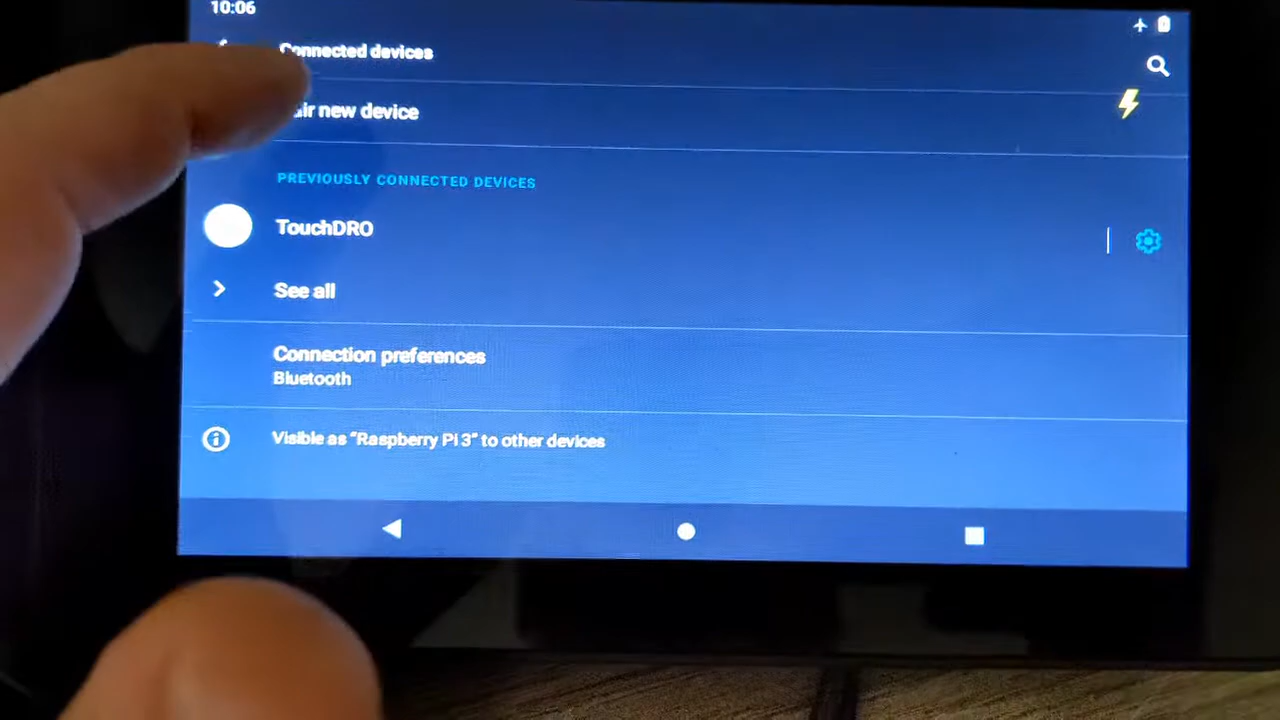 10:06
Connected devices
air new device
PREVIOUSLY CONNECTED DEVICES
TouchDRO
See all
Connection preferences
Bluetooth
Visible as "Raspberry Pi 3" to other devices